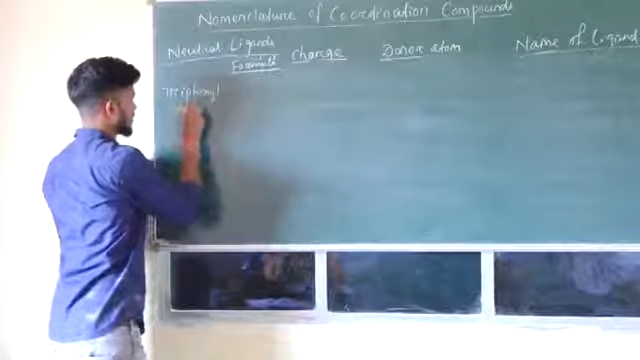 Nomenclature of Coordination Compounds
Neutral Ligands
Formula Charge Donor atom Name of Ligand
Triphenyl